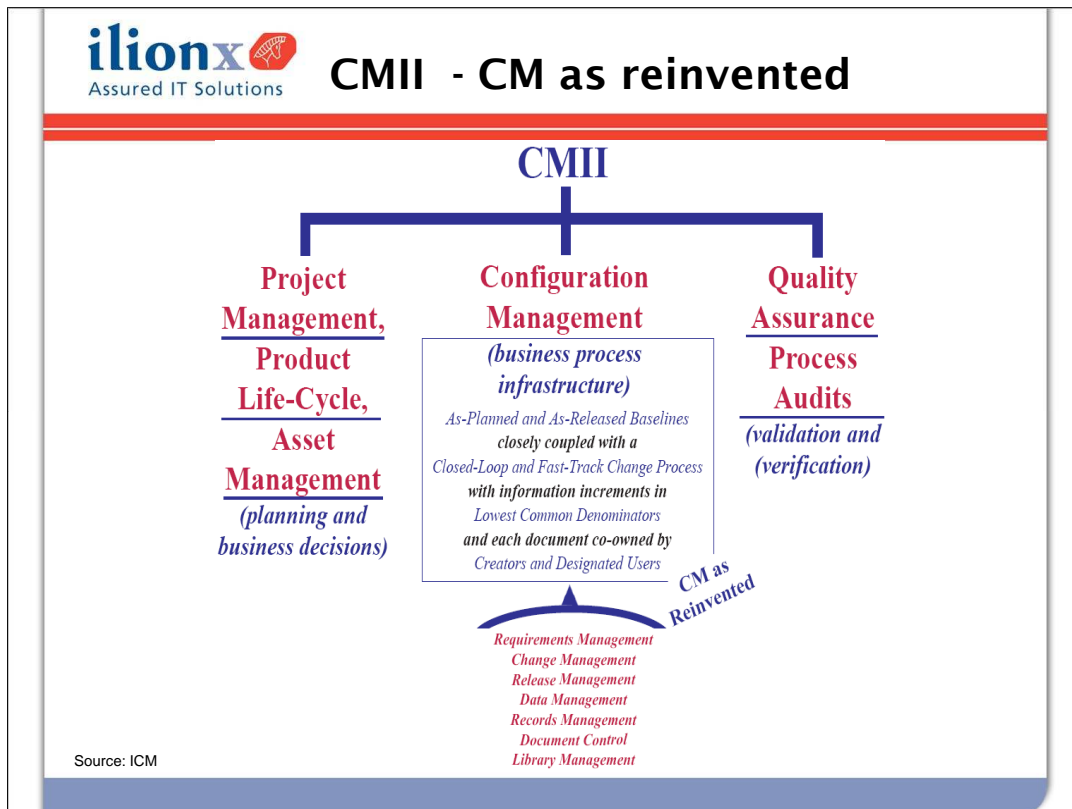 ilionx
Assured IT Solutions
CMII - CM as reinvented
CMII
Project
Management,
Product
Life-Cycle,
Asset
Management
(planning and
business decisions)
Configuration
Management
(business process
infrastructure)
As-Planned and As-Released Baselines
closely coupled with a
Closed-Loop and Fast-Track Change Process
with information increments in
Lowest Common Denominators
and each document co-owned by
Creators and Designated Users
CM as
Reinvented
Requirements Management
Change Management
Release Management
Data Management
Records Management
Document Control
Library Management
Quality
Assurance
Process
Audits
(validation and
(verification)
Source: ICM